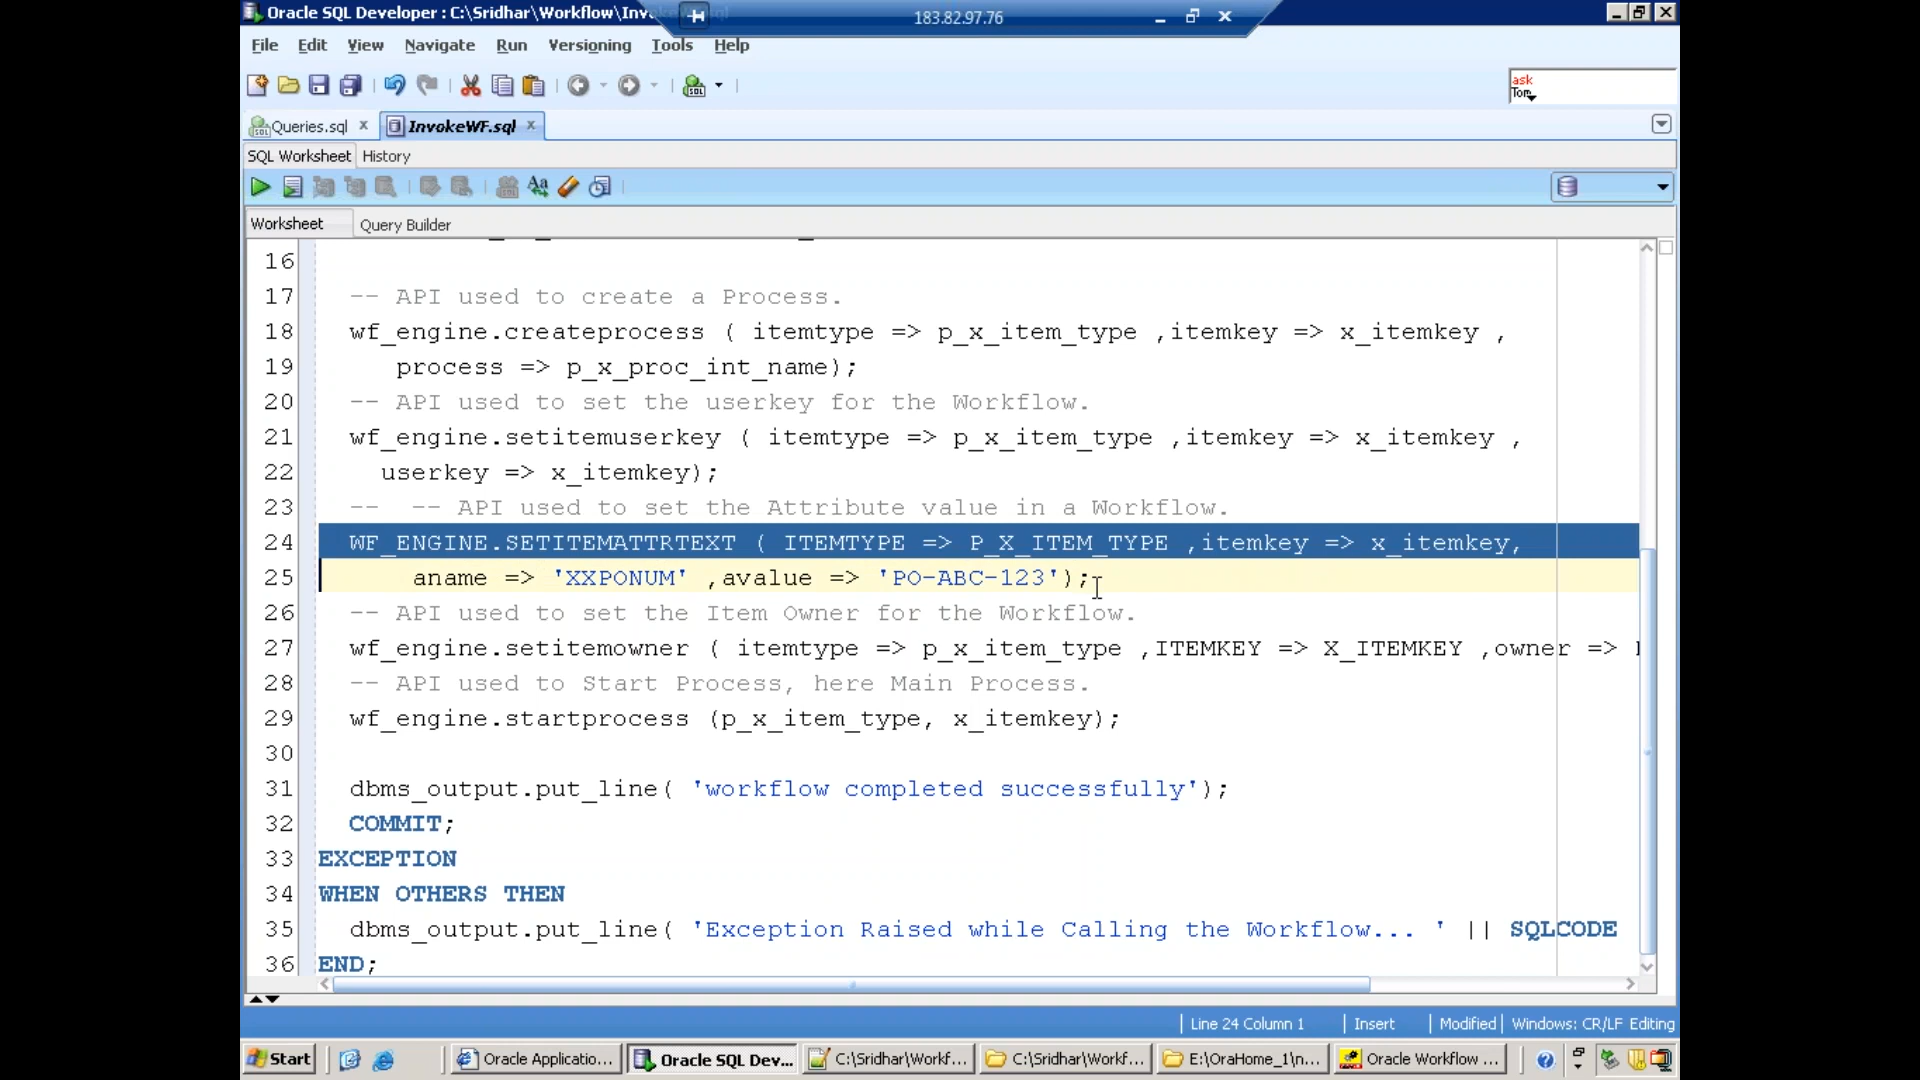 Oracle SQL Developer : C:\Sridhar\Workflow\Inv
183.82.97.76
File Edit View Navigate Run Versioning Tools Help
ask
Tom
Queries.sql InvokeWF.sql
SQL Worksheet History
Worksheet Query Builder
16
17 -- API used to create a Process.
18 wf_engine.createprocess ( itemtype => p_x_item_type ,itemkey => x_itemkey ,
19 process => p_x_proc_int_name);
20 -- API used to set the userkey for the Workflow.
21 wf_engine.setitemuserkey ( itemtype => p_x_item_type ,itemkey => x_itemkey ,
22 userkey => x_itemkey);
23 -- -- API used to set the Attribute value in a Workflow.
24 WF_ENGINE.SETITEMATTRTEXT ( ITEMTYPE => P_X_ITEM_TYPE ,itemkey => x_itemkey,
25 aname => 'XXPONUM' ,avalue => 'PO-ABC-123');
26 -- API used to set the Item Owner for the Workflow.
27 wf_engine.setitemowner ( itemtype => p_x_item_type ,ITEMKEY => X_ITEMKEY ,owner =>
28 -- API used to Start Process, here Main Process.
29 wf_engine.startprocess (p_x_item_type, x_itemkey);
30
31 dbms_output.put_line( 'workflow completed successfully');
32 COMMIT;
33 EXCEPTION
34 WHEN OTHERS THEN
35 dbms_output.put_line( 'Exception Raised while Calling the Workflow... ' || SQLCODE
36 END;
Line 24 Column 1 Insert Modified Windows: CR/LF Editing
Start Oracle Applicatio... Oracle SQL Dev... C:\Sridhar\Workf... C:\Sridhar\Workf... E:\OraHome_1\n... Oracle Workflow ...